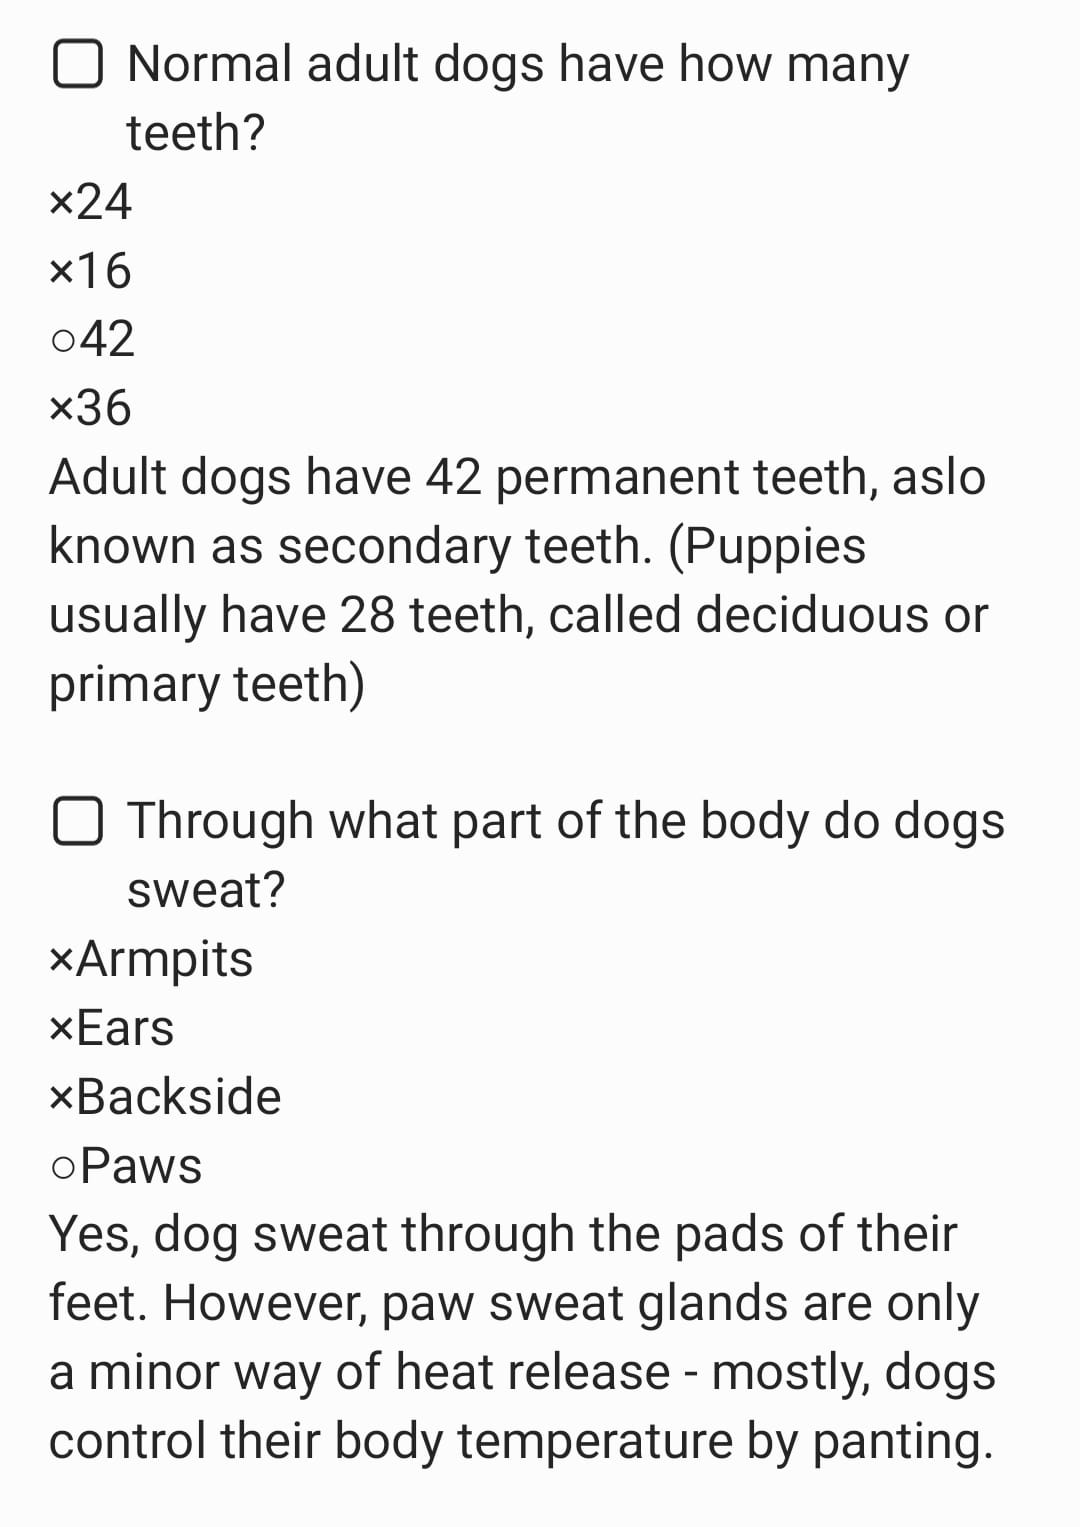 ☐ Normal adult dogs have how many
teeth?
×24
×16
○42
×36
Adult dogs have 42 permanent teeth, aslo
known as secondary teeth. (Puppies
usually have 28 teeth, called deciduous or
primary teeth)
☐ Through what part of the body do dogs
sweat?
×Armpits
×Ears
×Backside
○Paws
Yes, dog sweat through the pads of their
feet. However, paw sweat glands are only
a minor way of heat release - mostly, dogs
control their body temperature by panting.